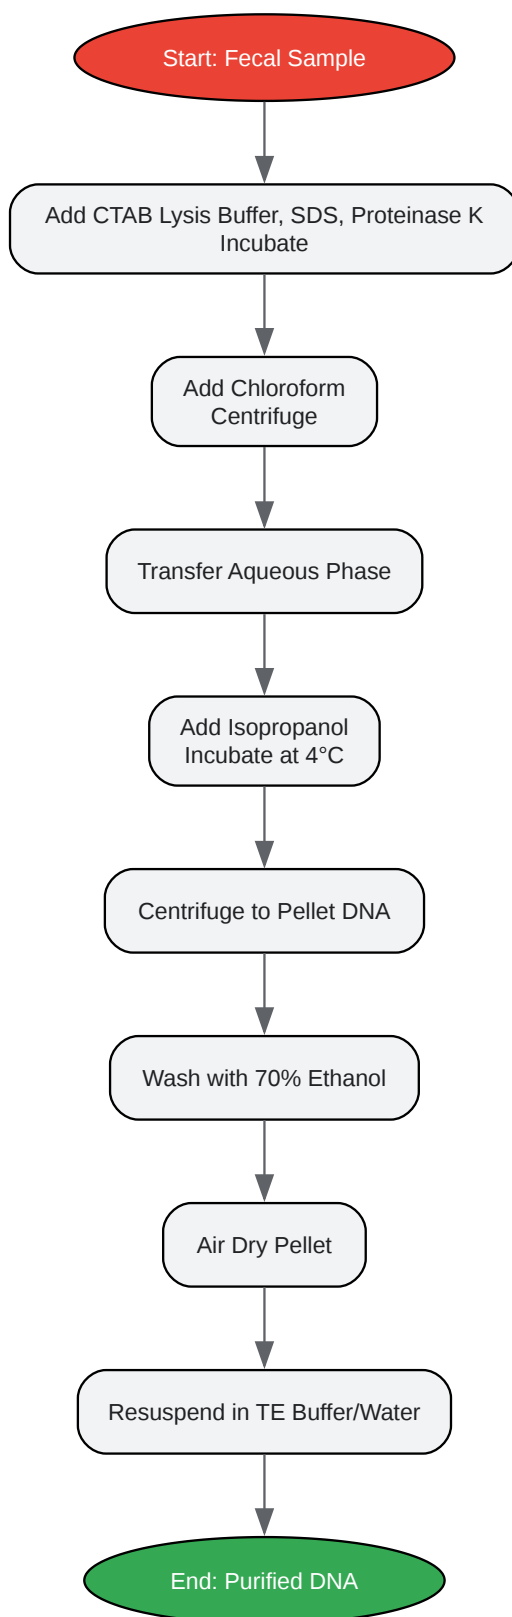 Start: Fecal Sample
Add CTAB Lysis Buffer, SDS, Proteinase K
Incubate
Add Chloroform
Centrifuge
Transfer Aqueous Phase
Add Isopropanol
Incubate at 4°C
Centrifuge to Pellet DNA
Wash with 70% Ethanol
Air Dry Pellet
Resuspend in TE Buffer/Water
End: Purified DNA